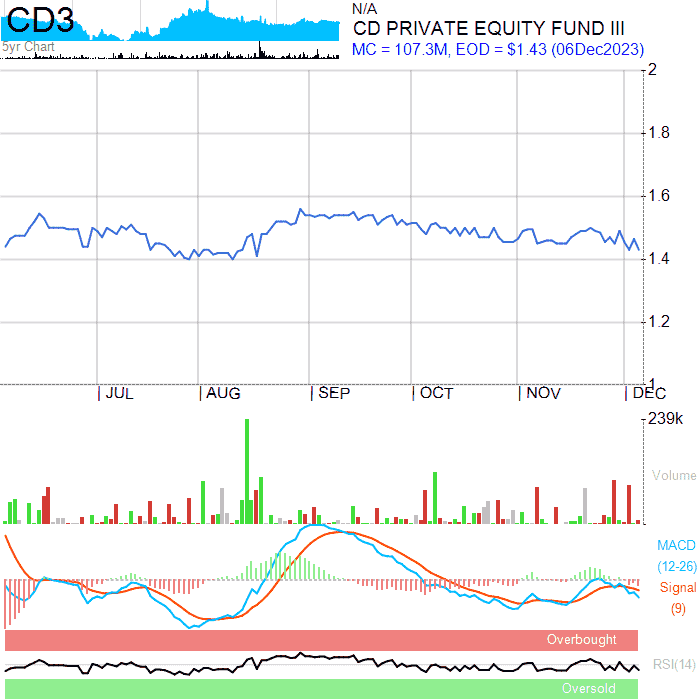 CD3
5yr Chart
N/A
CD PRIVATE EQUITY FUND III
MC = 107.3M, EOD = $1.43 (06Dec2023)
2
1.8
1.6
1.4
1.2
1
JUL AUG SEP OCT NOV DEC
239k
Volume
MACD
(12-26)
Signal
(9)
Overbought
RSI(14)
Oversold